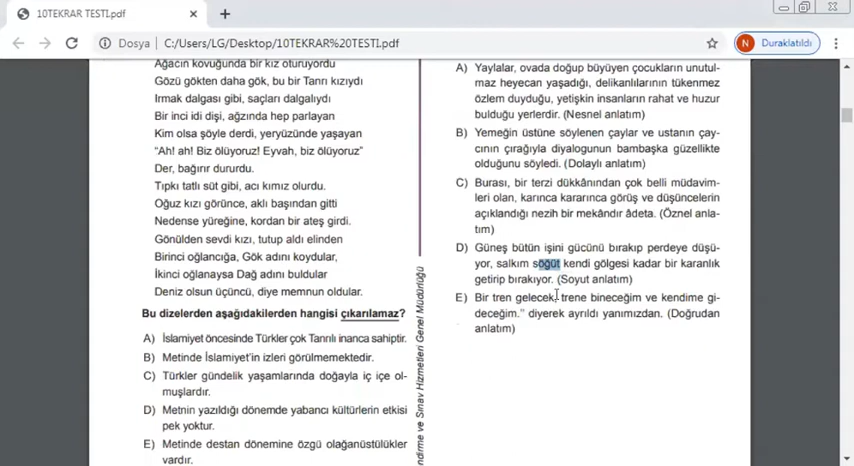 10TEKRAR TESTİ.pdf
Dosya
C:/Users/LG/Desktop/10TEKRAR%20TESTİ.pdf
N
Duraklatıldı
Ağacın kovuğunda bir kız oturuyordu
Gözü gökten daha gök, bu bir Tanrı kızıydı
Irmak dalgası gibi, saçları dalgalıydı
Bir inci idi dişi, ağzında hep parlayan
Kim olsa şöyle derdi, yeryüzünde yaşayan
“Ah! ah! Biz ölüyoruz! Eyvah, biz ölüyoruz”
Der, bağırır dururdu.
Tıpkı tatlı süt gibi, acı kımız olurdu.
Oğuz kızı görünce, aklı başından gitti
Nedense yüreğine, kordan bir ateş girdi.
Gönülden sevdi kızı, tutup aldı elinden
Birinci oğlancığa, Gök adını koydular,
İkinci oğlanaysa Dağ adını buldular
Deniz olsun üçüncü, diye memnun oldular.
Bu dizelerden aşağıdakilerden hangisi çıkarılamaz?
A) İslamiyet öncesinde Türkler çok Tanrılı inanca sahiptir.
B) Metinde İslamiyet’in izleri görülmemektedir.
C) Türkler gündelik yaşamlarında doğayla iç içe ol-
muşlardır.
D) Metnin yazıldığı dönemde yabancı kültürlerin etkisi
pek yoktur.
E) Metinde destan dönemine özgü olağanüstülükler
vardır.
ndirme ve Sınav Hizmetleri Genel Müdürlüğü
A) Yaylalar, ovada doğup büyüyen çocukların unutul-
maz heyecan yaşadığı, delikanlılarının tükenmez
özlem duyduğu, yetişkin insanların rahat ve huzur
bulduğu yerlerdir. (Nesnel anlatım)
B) Yemeğin üstüne söylenen çaylar ve ustanın çay-
cının çırağıyla diyalogunun bambaşka güzellikte
olduğunu söyledi. (Dolaylı anlatım)
C) Burası, bir terzi dükkânından çok belli müdavim-
leri olan, karınca kararınca görüş ve düşüncelerin
açıklandığı nezih bir mekândır âdeta. (Öznel anla-
tım)
D) Güneş bütün işini gücünü bırakıp perdeye düşü-
yor, salkım söğüt kendi gölgesi kadar bir karanlık
getirip bırakıyor. (Soyut anlatım)
E) Bir tren gelecek, trene bineceğim ve kendime gi-
deceğim.” diyerek ayrıldı yanımızdan. (Doğrudan
anlatım)